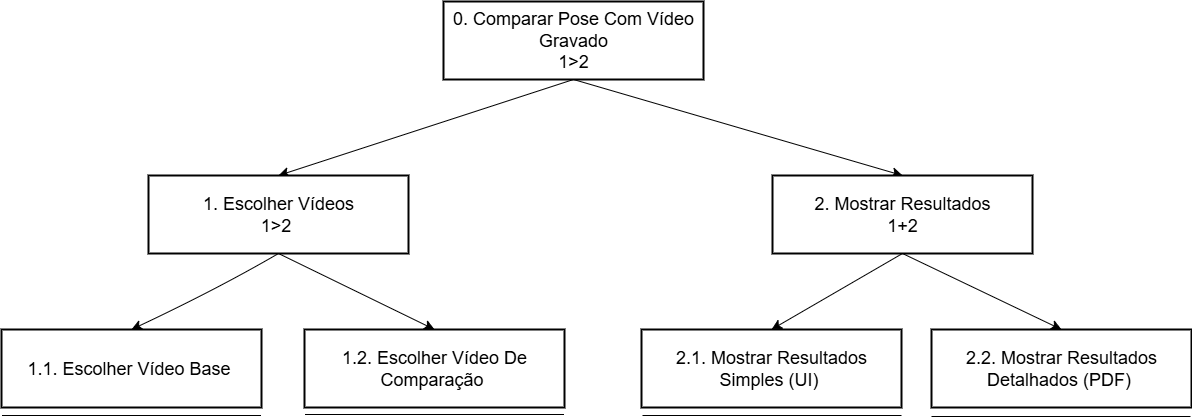 0. Comparar Pose Com Vídeo
Gravado
1>2
1. Escolher Vídeos
1>2
2. Mostrar Resultados
1+2
1.1. Escolher Vídeo Base
1.2. Escolher Vídeo De
Comparação
2.1. Mostrar Resultados
Simples (UI)
2.2. Mostrar Resultados
Detalhados (PDF)